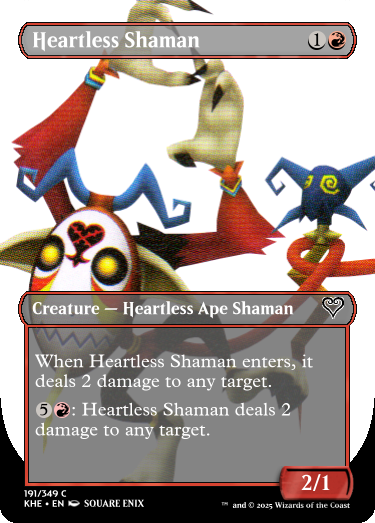 Heartless Shaman 1
Creature — Heartless Ape Shaman
When Heartless Shaman enters, it
deals 2 damage to any target.
5: Heartless Shaman deals 2
damage to any target.
2/1
191/349 C
KHE • EN SQUARE ENIX
™ and © 2025 Wizards of the Coast